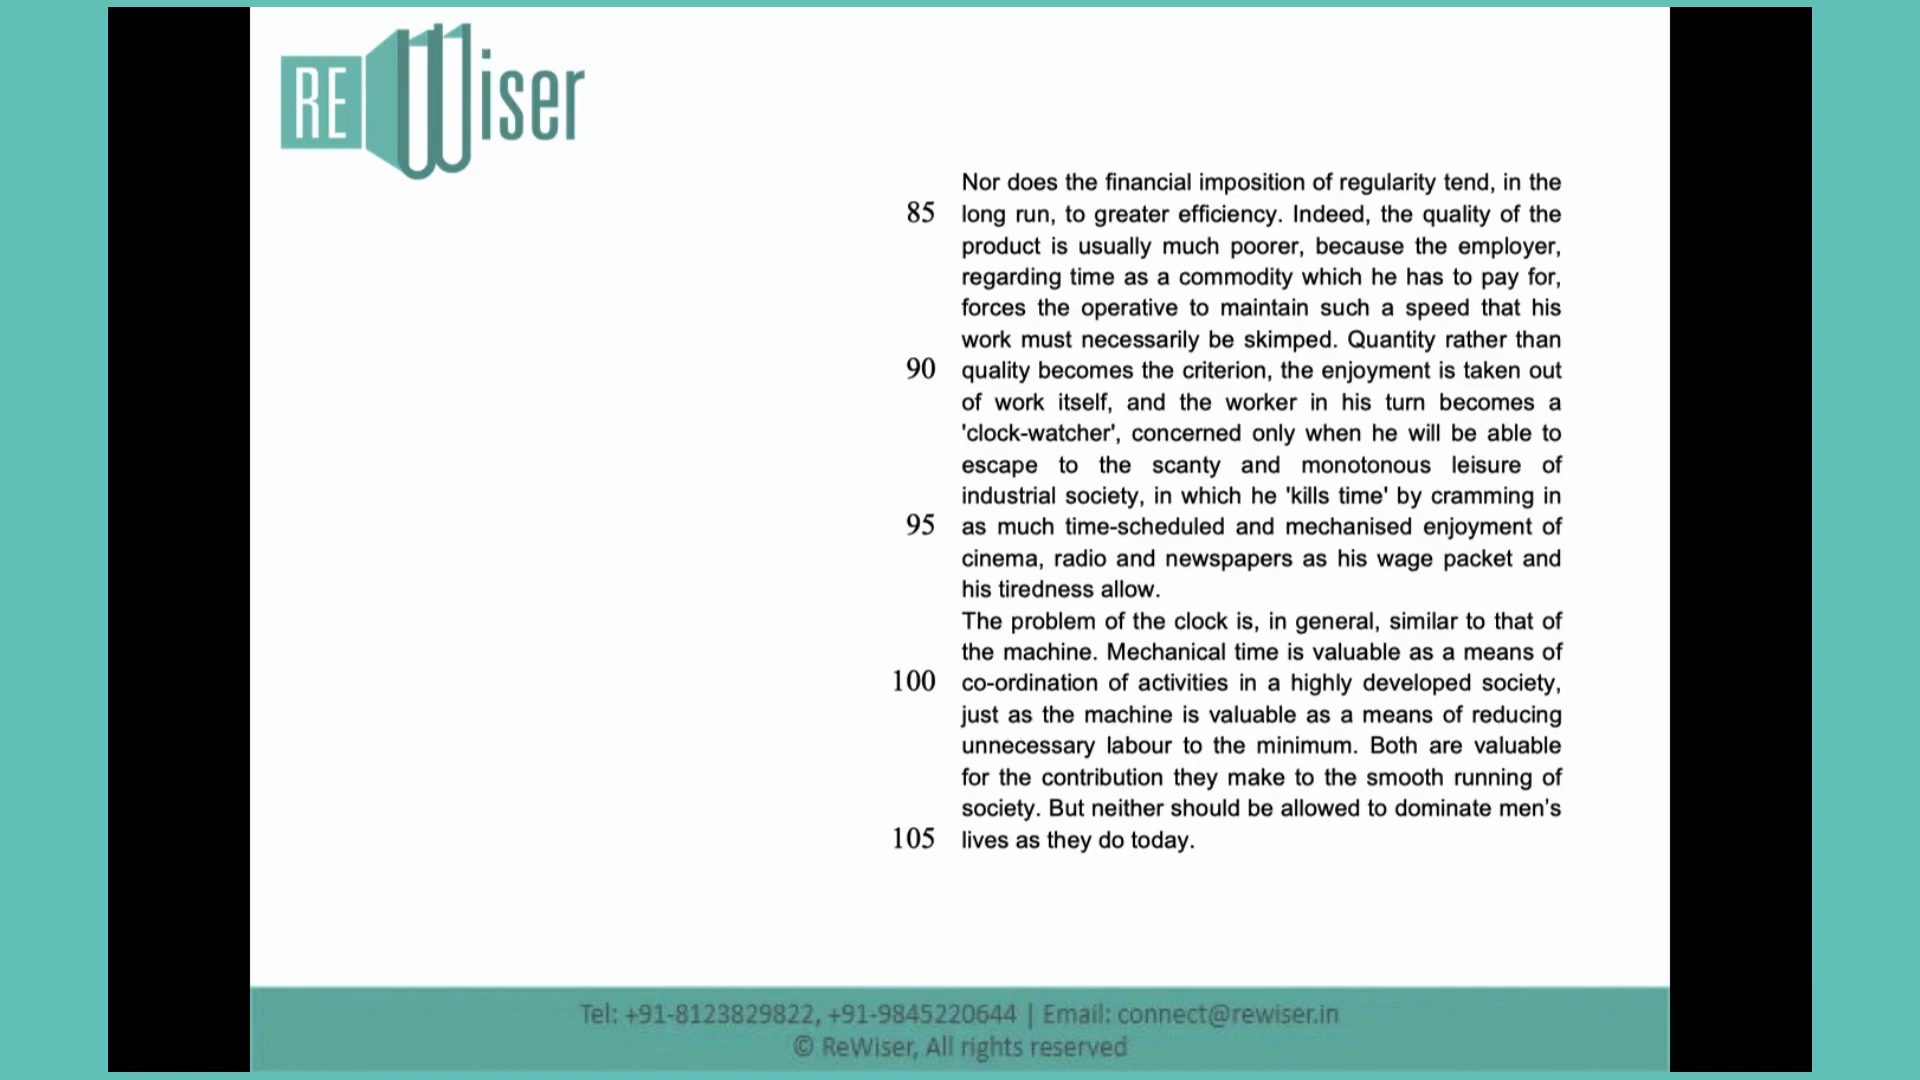 REWiser
Nor does the financial imposition of regularity tend, in the
85 long run, to greater efficiency. Indeed, the quality of the
product is usually much poorer, because the employer,
regarding time as a commodity which he has to pay for,
forces the operative to maintain such a speed that his
work must necessarily be skimped. Quantity rather than
90 quality becomes the criterion, the enjoyment is taken out
of work itself, and the worker in his turn becomes a
'clock-watcher', concerned only when he will be able to
escape to the scanty and monotonous leisure of
industrial society, in which he 'kills time' by cramming in
95 as much time-scheduled and mechanised enjoyment of
cinema, radio and newspapers as his wage packet and
his tiredness allow.
The problem of the clock is, in general, similar to that of
the machine. Mechanical time is valuable as a means of
100 co-ordination of activities in a highly developed society,
just as the machine is valuable as a means of reducing
unnecessary labour to the minimum. Both are valuable
for the contribution they make to the smooth running of
society. But neither should be allowed to dominate men’s
105 lives as they do today.
Tel: +91-8123829822, +91-9845220644 | Email: connect@rewiser.in
© ReWiser, All rights reserved